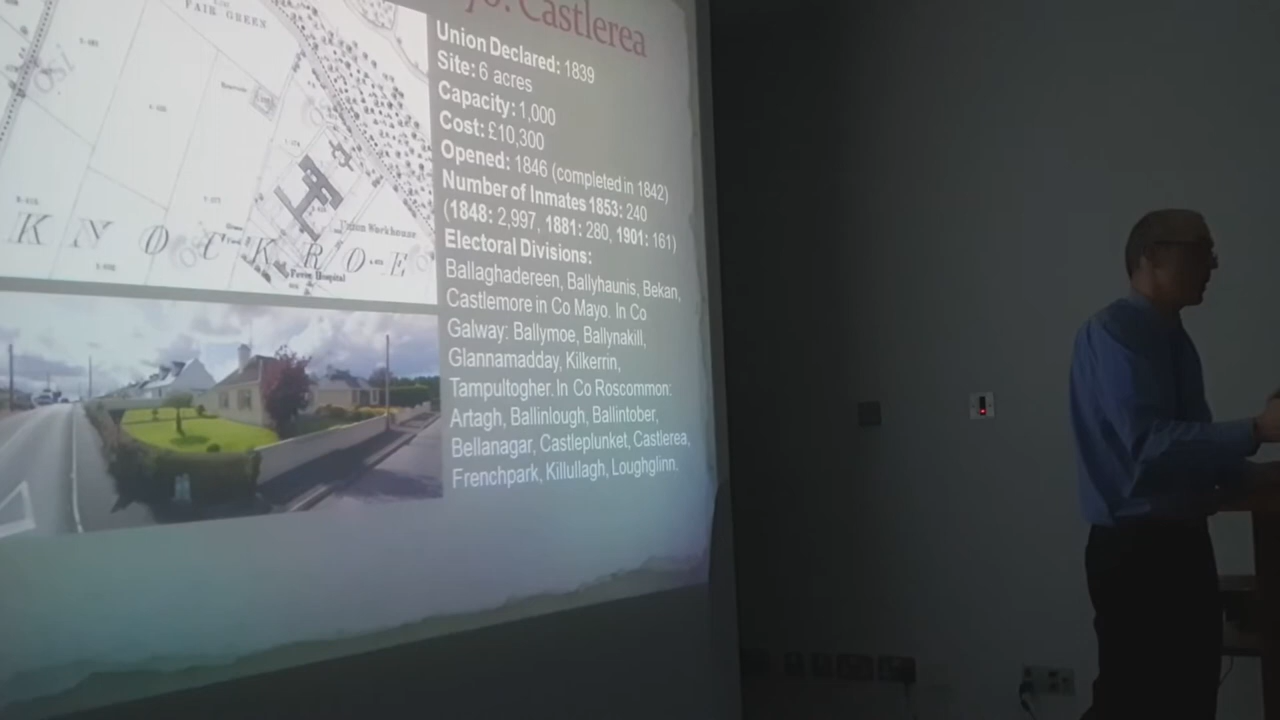 FAIR GREEN
Union Workhouse
KNOCKROE
Fever Hospital
Castlerea
Union Declared: 1839
Site: 6 acres
Capacity: 1,000
Cost: £10,300
Opened: 1846 (completed in 1842)
Number of Inmates 1853: 240
(1848: 2,997, 1881: 280, 1901: 161)
Electoral Divisions:
Ballaghadereen, Ballyhaunis, Bekan,
Castlemore in Co Mayo. In Co
Galway: Ballymoe, Ballynakill,
Glannamadday, Kilkerrin,
Tampultogher. In Co Roscommon:
Artagh, Ballinlough, Ballintober,
Bellanagar, Castleplunket, Castlerea,
Frenchpark, Killullagh, Loughglinn.